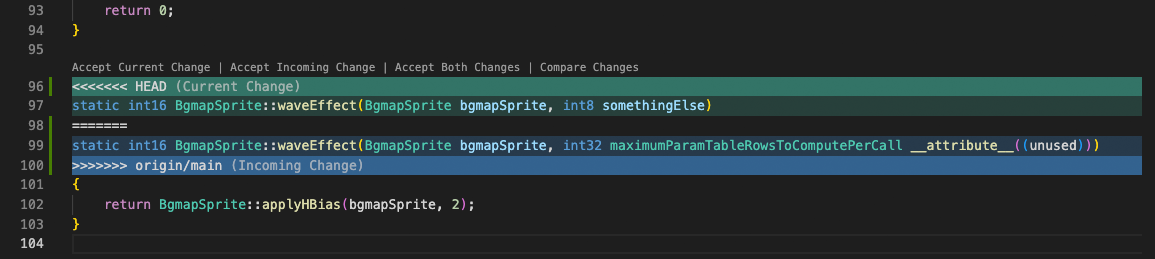 93 return 0;
94 }
95
Accept Current Change | Accept Incoming Change | Accept Both Changes | Compare Changes
96 <<<<<<< HEAD (Current Change)
97 static int16 BgmapSprite::waveEffect(BgmapSprite bgmapSprite, int8 somethingElse)
98 =======
99 static int16 BgmapSprite::waveEffect(BgmapSprite bgmapSprite, int32 maximumParamTableRowsToComputePerCall __attribute__((unused)))
100 >>>>>>> origin/main (Incoming Change)
101 {
102 return BgmapSprite::applyHBias(bgmapSprite, 2);
103 }
104